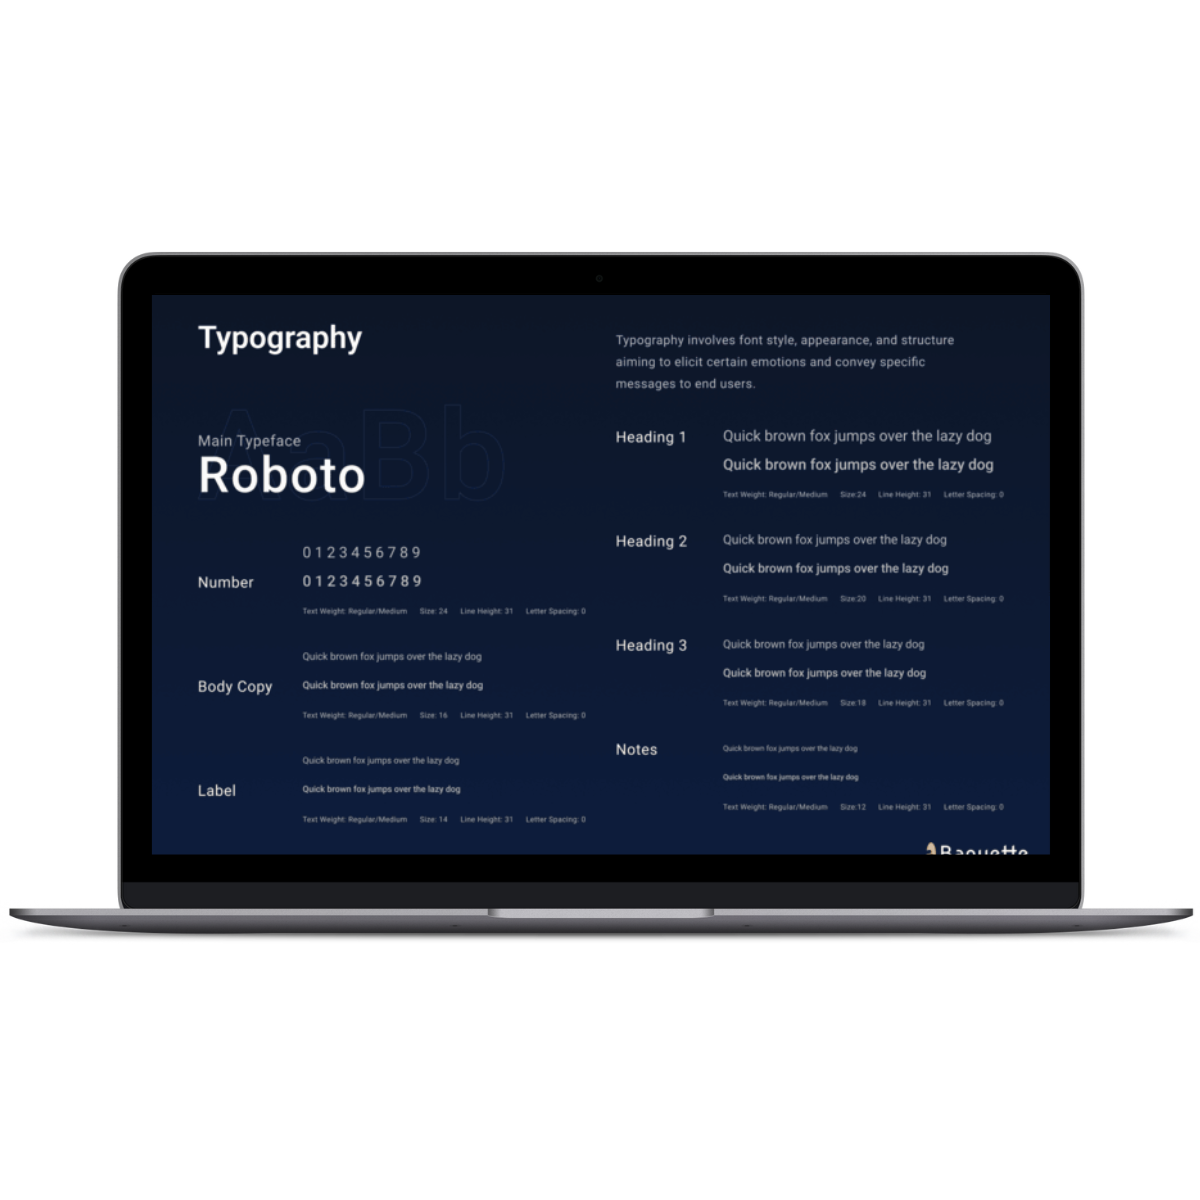 Typography
Typography involves font style, appearance, and structure
aiming to elicit certain emotions and convey specific
messages to end users.
AaBb
Main Typeface
Roboto
Number
0 1 2 3 4 5 6 7 8 9
0 1 2 3 4 5 6 7 8 9
Text Weight: Regular/Medium Size: 24 Line Height: 31 Letter Spacing: 0
Body Copy
Quick brown fox jumps over the lazy dog
Quick brown fox jumps over the lazy dog
Text Weight: Regular/Medium Size: 16 Line Height: 31 Letter Spacing: 0
Label
Quick brown fox jumps over the lazy dog
Quick brown fox jumps over the lazy dog
Text Weight: Regular/Medium Size: 14 Line Height: 31 Letter Spacing: 0
Heading 1
Quick brown fox jumps over the lazy dog
Quick brown fox jumps over the lazy dog
Text Weight: Regular/Medium Size:24 Line Height: 31 Letter Spacing: 0
Heading 2
Quick brown fox jumps over the lazy dog
Quick brown fox jumps over the lazy dog
Text Weight: Regular/Medium Size:20 Line Height: 31 Letter Spacing: 0
Heading 3
Quick brown fox jumps over the lazy dog
Quick brown fox jumps over the lazy dog
Text Weight: Regular/Medium Size:18 Line Height: 31 Letter Spacing: 0
Notes
Quick brown fox jumps over the lazy dog
Quick brown fox jumps over the lazy dog
Text Weight: Regular/Medium Size:12 Line Height: 31 Letter Spacing: 0
Baguette